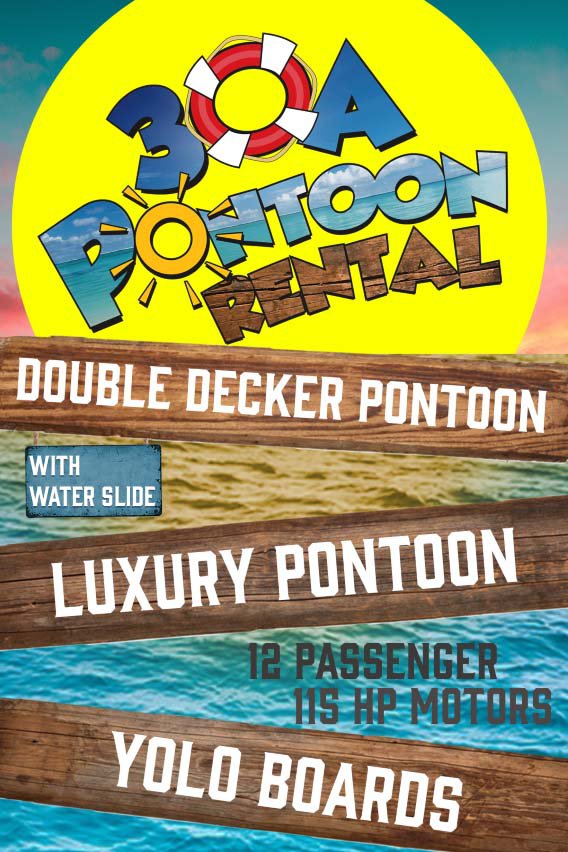 30A
PONTOON
RENTAL
DOUBLE DECKER PONTOON
WITH
WATER SLIDE
LUXURY PONTOON
12 PASSENGER
115 HP MOTORS
YOLO BOARDS